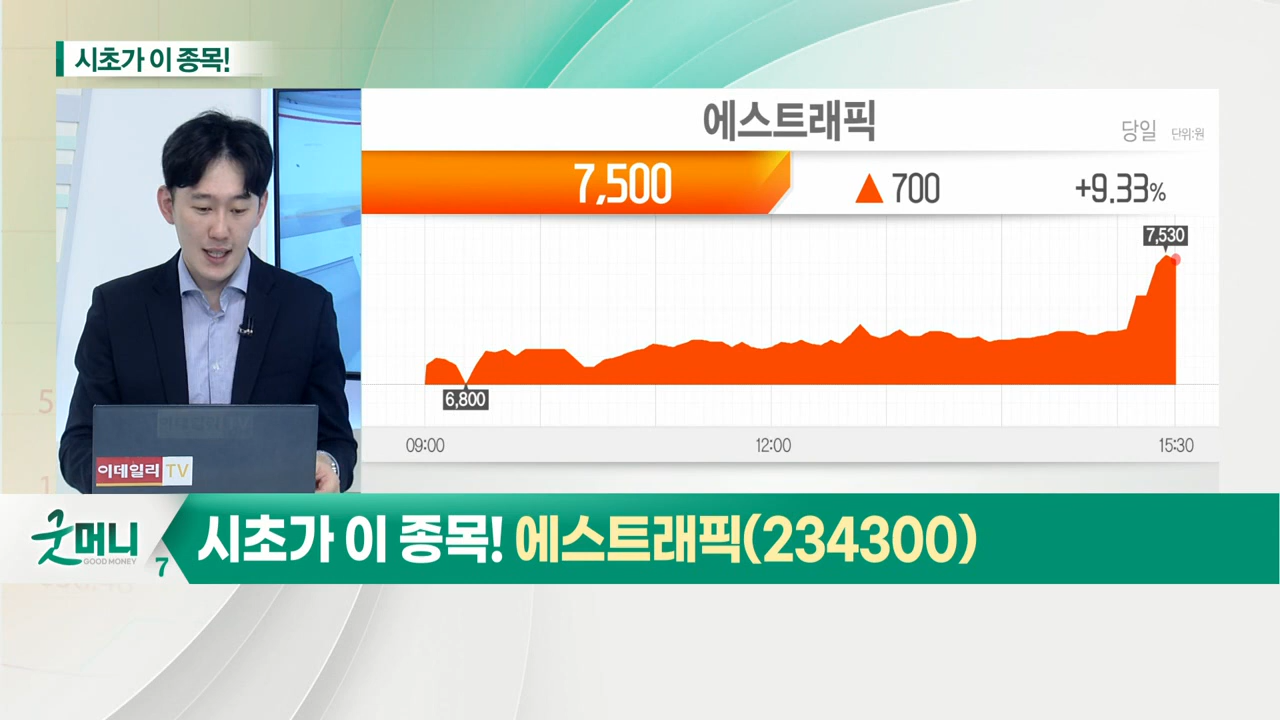 시초가 이 종목!
에스트래픽
당일 단위:원
7,500 ▲ 700 +9.33%
7,530
6,800
09:00 12:00 15:30
이데일리 TV
굿머니
GOOD MONEY
7
시초가 이 종목! 에스트래픽(234300)